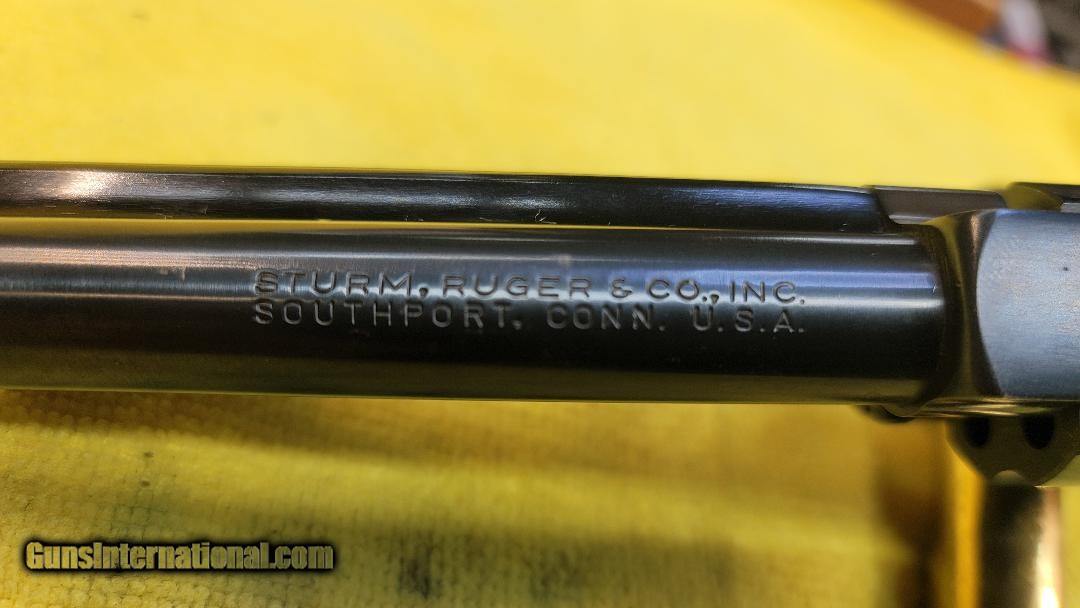 STURM, RUGER & CO., INC.
SOUTHPORT, CONN. U.S.A.
GunsInternational.com